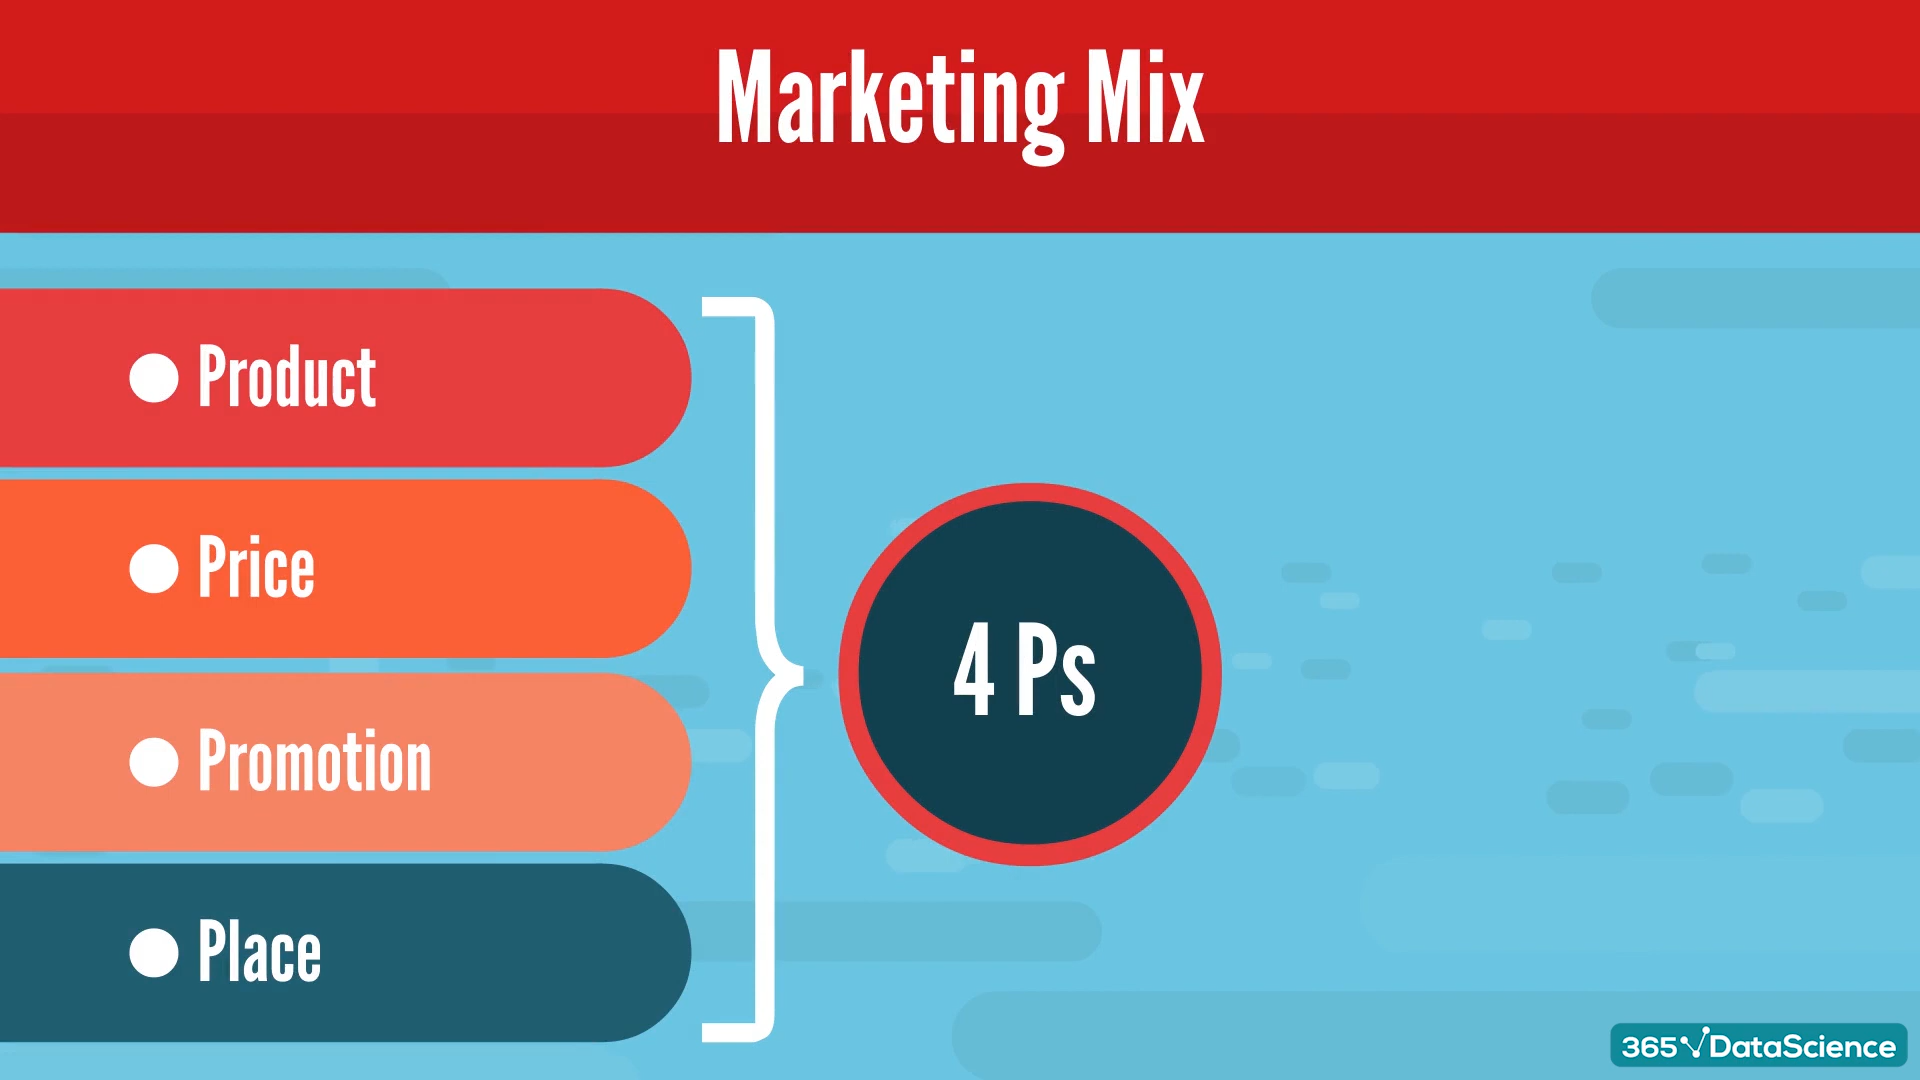 Marketing Mix
Product
Price
Promotion
Place
4 Ps
365 DataScience